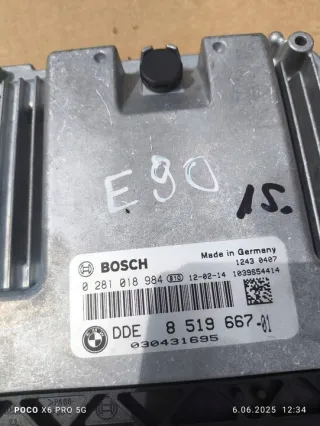 E90
15.
BOSCH
Made in Germany
1243 0407
0 281 018 984 B1G 12-02-14 1039S54414
DDE 8 519 667-01
030431695
POCO X6 PRO 5G
6.06.2025 12:34